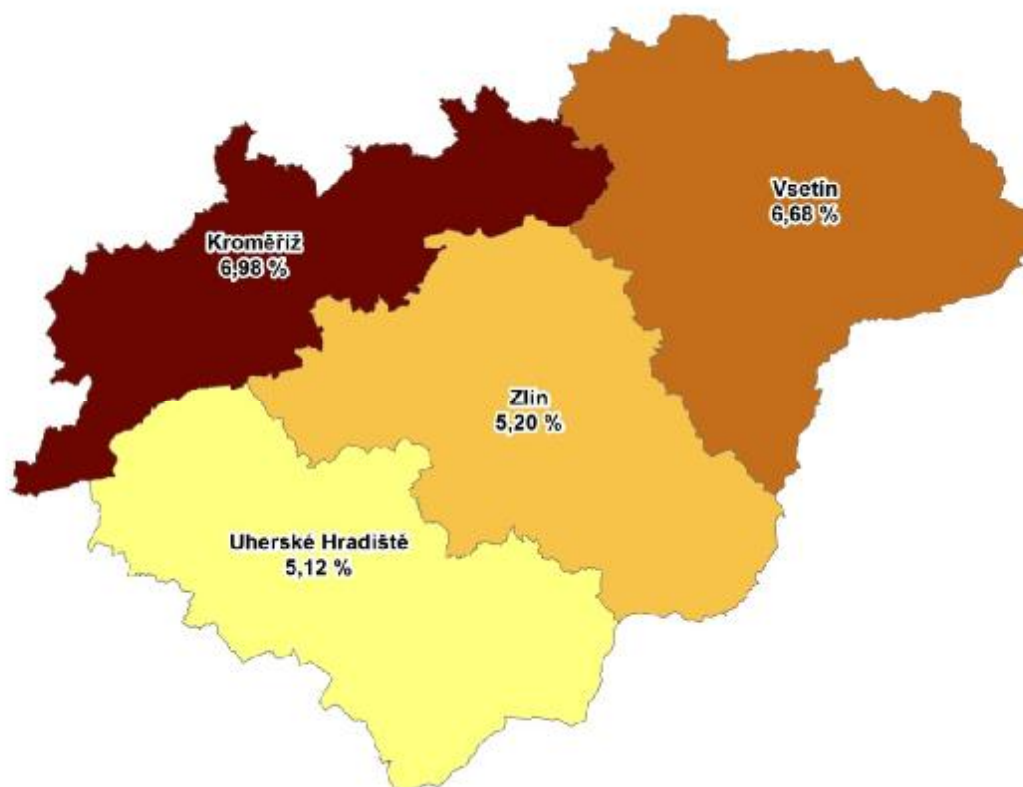 Vsetín
6,68 %
Kroměříž
6,98 %
Zlín
5,20 %
Uherské Hradiště
5,12 %